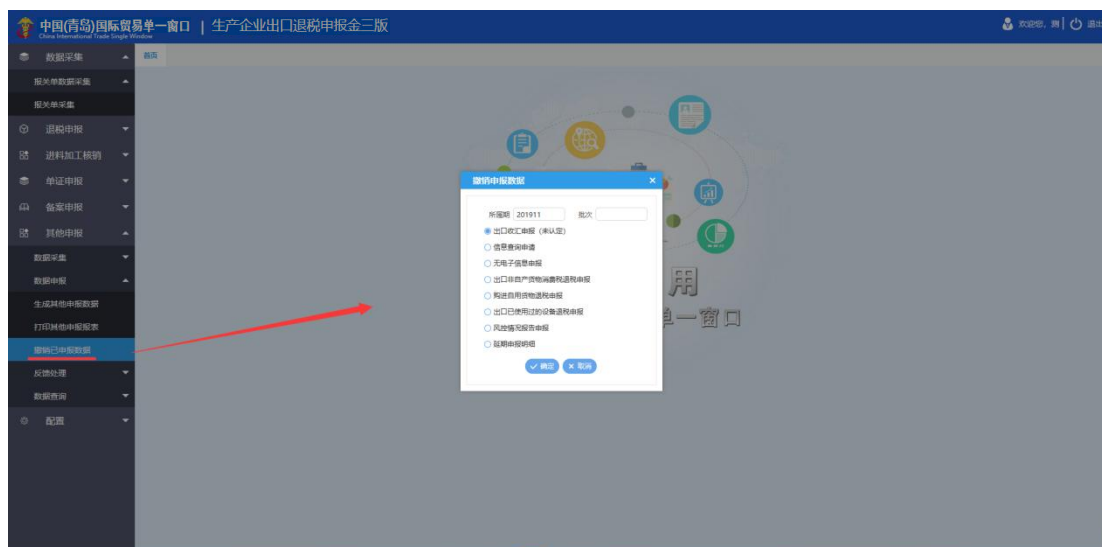 中国(青岛)国际贸易单一窗口 | 生产企业出口退税申报金三版
China International Trade Single Window
欢迎您, 测 退出
数据采集
首页
报关单数据采集
报关单采集
退税申报
进料加工核销
单证申报
备案申报
其他申报
数据采集
数据申报
生成其他申报数据
打印其他申报报表
撤销已申报数据
反馈处理
数据查询
配置
撤销申报数据 ×
所属期 201911 批次
出口收汇申报 (未认定)
信息查询申请
无电子信息申报
出口非自产货物消费税退税申报
购进自用货物退税申报
出口已使用过的设备退税申报
风控情况报告申报
延期申报明细
确定 × 取消
用
单一窗口